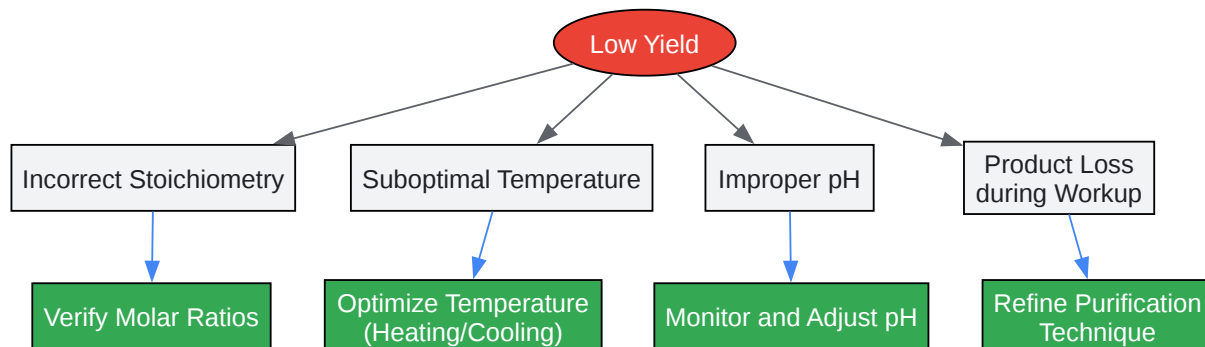 Low Yield
Incorrect Stoichiometry
Suboptimal Temperature
Improper pH
Product Loss
during Workup
Verify Molar Ratios
Optimize Temperature
(Heating/Cooling)
Monitor and Adjust pH
Refine Purification
Technique